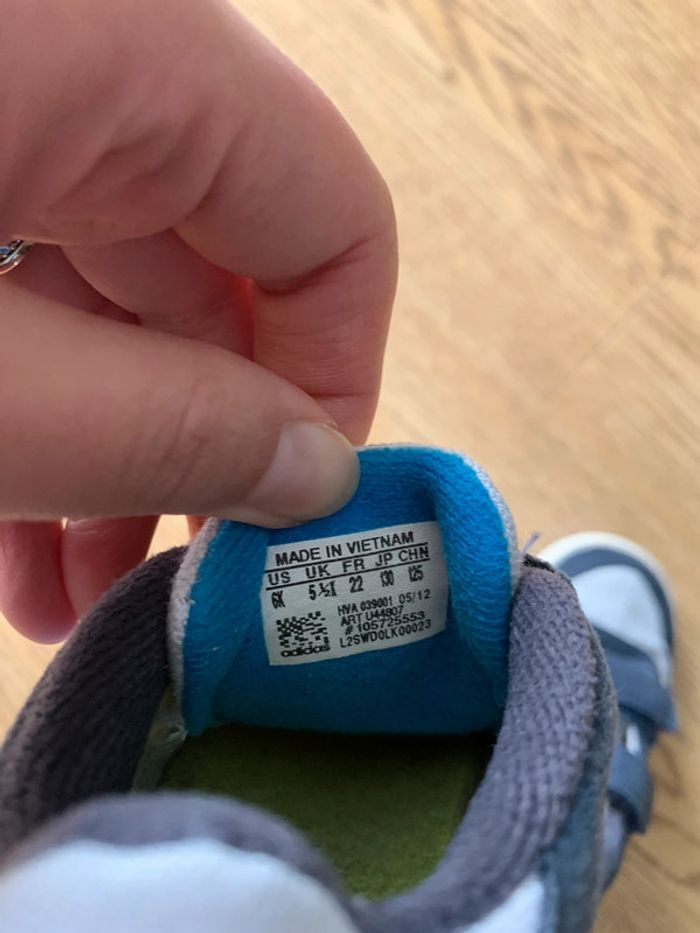 MADE IN VIETNAM
US UK FR JP CHN
6K 5½K 22 130 125
HVA 039001 05/12
ART U44807
# 105725553
adidas L2SWD0LK00023